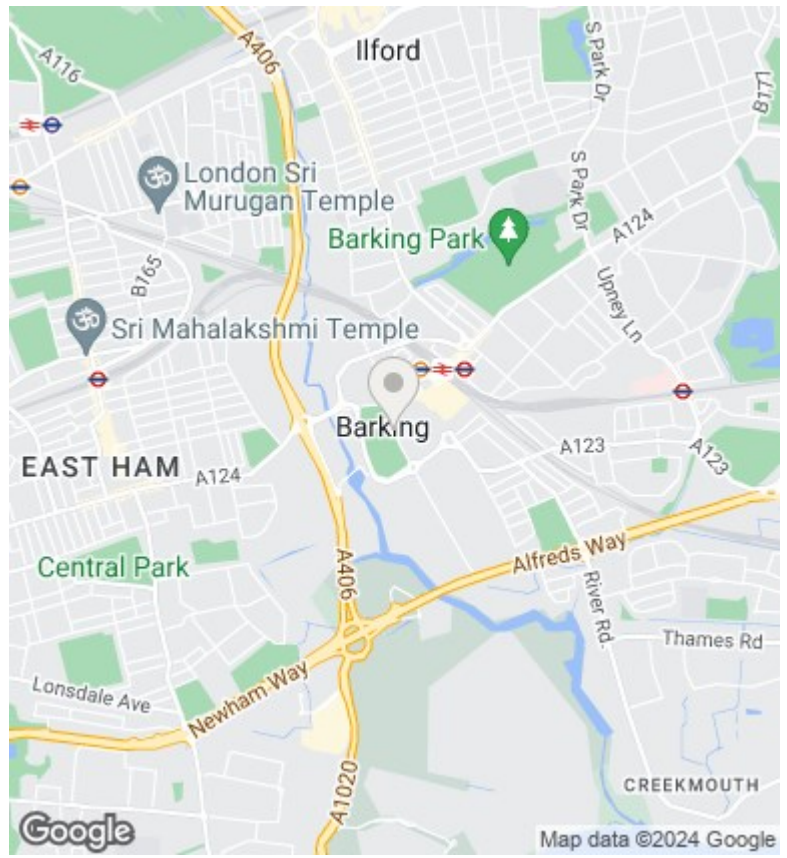 A406
Ilford
A116
S Park Dr
B171
London Sri
Murugan Temple
S Park Dr
Barking Park
A124
B165
Upney Ln
Sri Mahalakshmi Temple
Barking
EAST HAM
A124
A123
A123
Central Park
A406
Alfreds Way
River Rd
Thames Rd
Lonsdale Ave
Newham Way
A1020
CREEKMOUTH
Google
Map data ©2024 Google